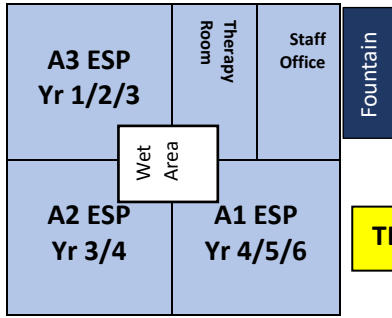 A3 ESP
Yr 1/2/3
Therapy
Room
Staff
Office
Fountain
Wet
Area
A2 ESP
Yr 3/4
A1 ESP
Yr 4/5/6